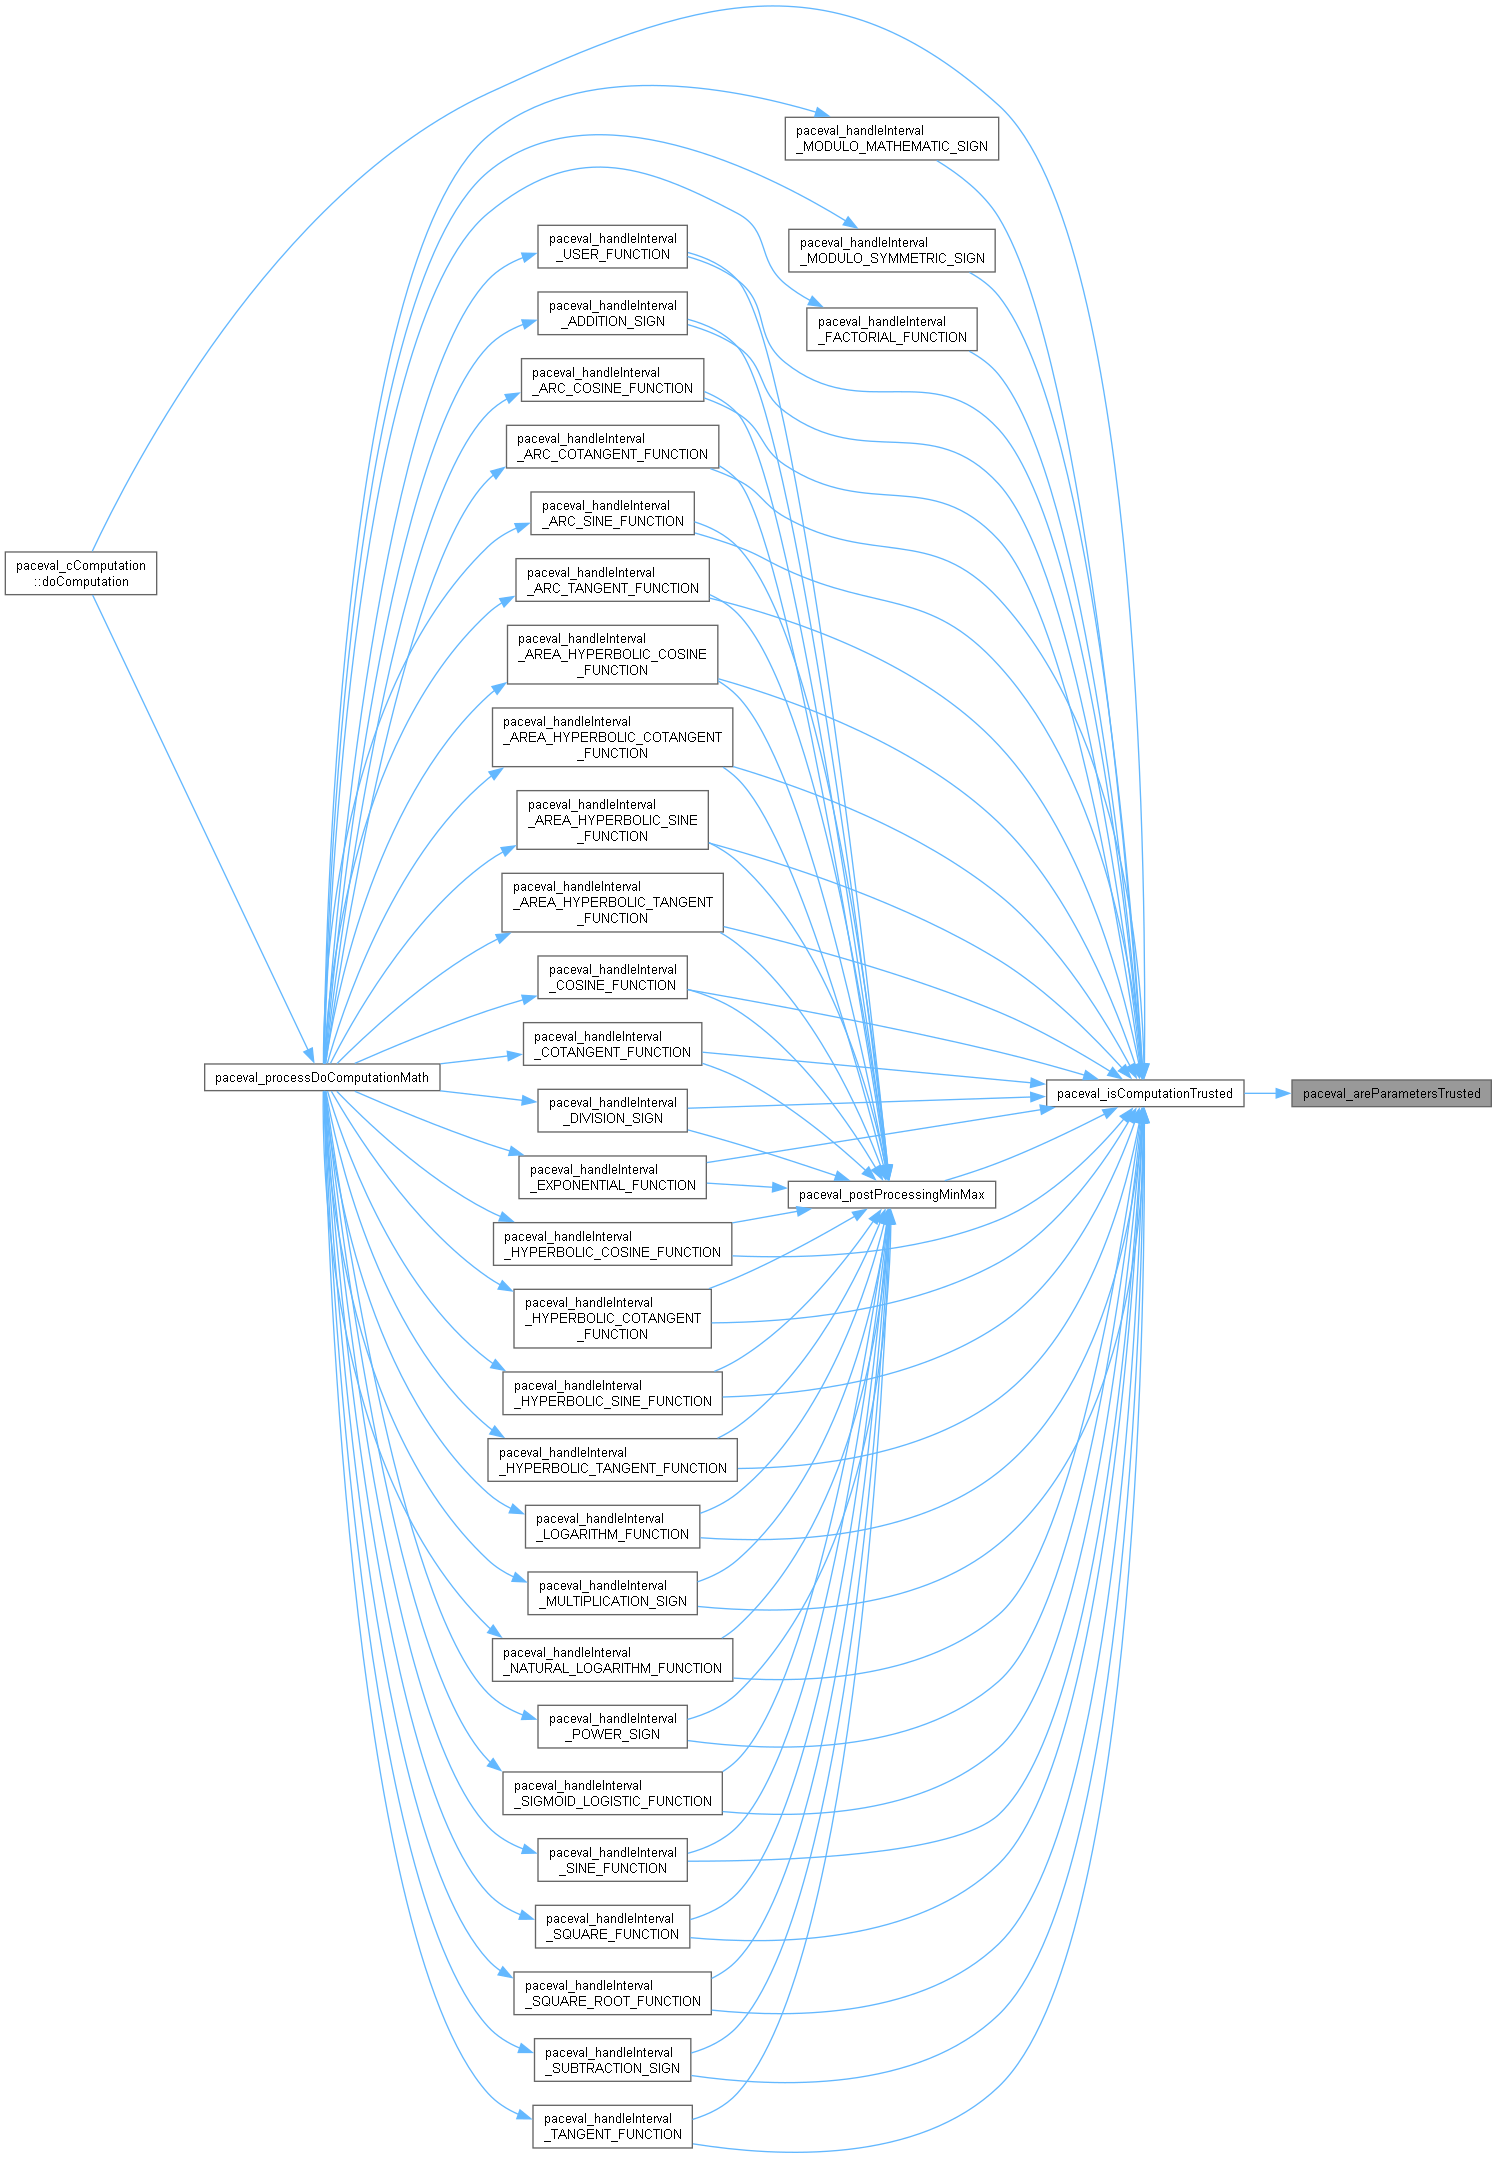 paceval_handleInterval
_MODULO_MATHEMATIC_SIGN
paceval_handleInterval
_MODULO_SYMMETRIC_SIGN
paceval_handleInterval
_FACTORIAL_FUNCTION
paceval_handleInterval
_USER_FUNCTION
paceval_handleInterval
_ADDITION_SIGN
paceval_handleInterval
_ARC_COSINE_FUNCTION
paceval_handleInterval
_ARC_COTANGENT_FUNCTION
paceval_handleInterval
_ARC_SINE_FUNCTION
paceval_cComputation
::doComputation
paceval_handleInterval
_ARC_TANGENT_FUNCTION
paceval_handleInterval
_AREA_HYPERBOLIC_COSINE
_FUNCTION
paceval_handleInterval
_AREA_HYPERBOLIC_COTANGENT
_FUNCTION
paceval_handleInterval
_AREA_HYPERBOLIC_SINE
_FUNCTION
paceval_handleInterval
_AREA_HYPERBOLIC_TANGENT
_FUNCTION
paceval_handleInterval
_COSINE_FUNCTION
paceval_handleInterval
_COTANGENT_FUNCTION
paceval_processDoComputationMath
paceval_isComputationTrusted
paceval_areParametersTrusted
paceval_handleInterval
_DIVISION_SIGN
paceval_handleInterval
_EXPONENTIAL_FUNCTION
paceval_postProcessingMinMax
paceval_handleInterval
_HYPERBOLIC_COSINE_FUNCTION
paceval_handleInterval
_HYPERBOLIC_COTANGENT
_FUNCTION
paceval_handleInterval
_HYPERBOLIC_SINE_FUNCTION
paceval_handleInterval
_HYPERBOLIC_TANGENT_FUNCTION
paceval_handleInterval
_LOGARITHM_FUNCTION
paceval_handleInterval
_MULTIPLICATION_SIGN
paceval_handleInterval
_NATURAL_LOGARITHM_FUNCTION
paceval_handleInterval
_POWER_SIGN
paceval_handleInterval
_SIGMOID_LOGISTIC_FUNCTION
paceval_handleInterval
_SINE_FUNCTION
paceval_handleInterval
_SQUARE_FUNCTION
paceval_handleInterval
_SQUARE_ROOT_FUNCTION
paceval_handleInterval
_SUBTRACTION_SIGN
paceval_handleInterval
_TANGENT_FUNCTION